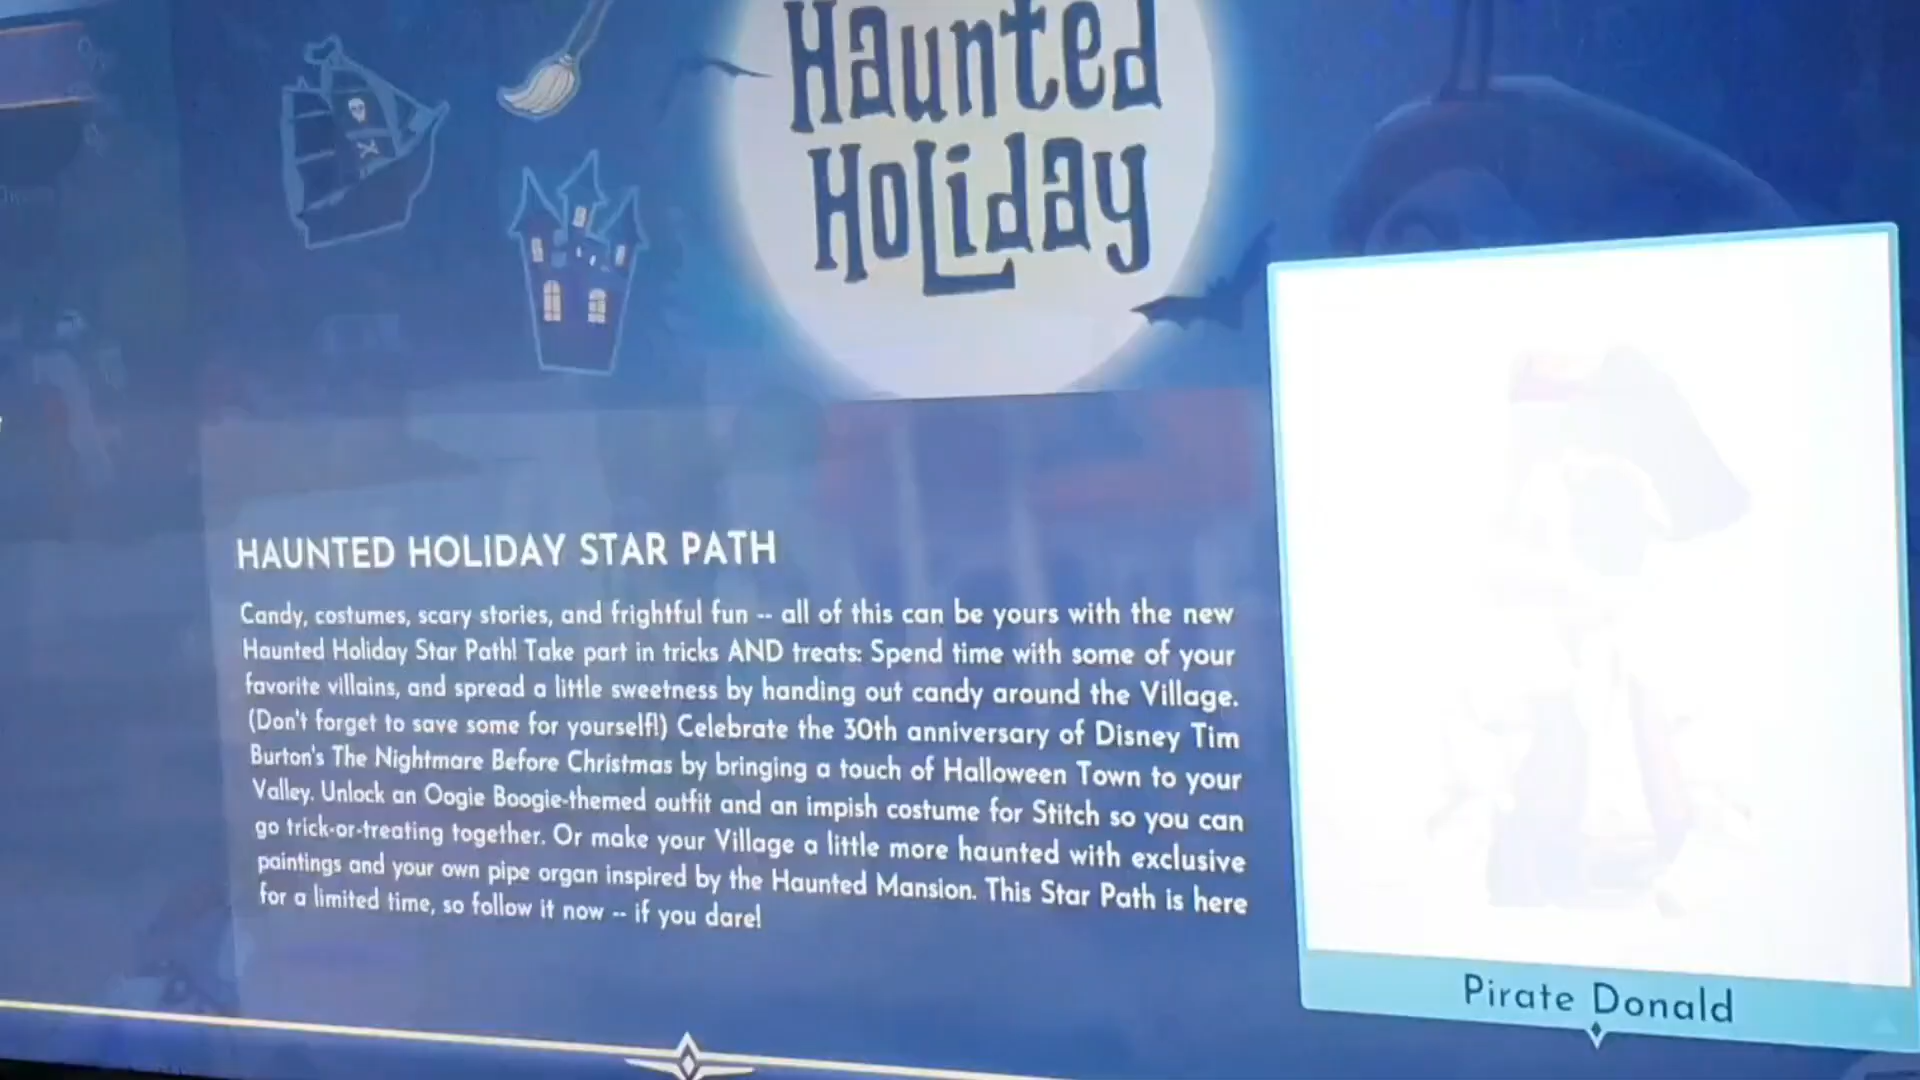 Haunted
Holiday
HAUNTED HOLIDAY STAR PATH
Candy, costumes, scary stories, and frightful fun -- all of this can be yours with the new
Haunted Holiday Star Path! Take part in tricks AND treats: Spend time with some of your
favorite villains, and spread a little sweetness by handing out candy around the Village.
(Don't forget to save some for yourself!) Celebrate the 30th anniversary of Disney Tim
Burton's The Nightmare Before Christmas by bringing a touch of Halloween Town to your
Valley. Unlock an Oogie Boogie-themed outfit and an impish costume for Stitch so you can
go trick-or-treating together. Or make your Village a little more haunted with exclusive
paintings and your own pipe organ inspired by the Haunted Mansion. This Star Path is here
for a limited time, so follow it now -- if you dare!
Pirate Donald